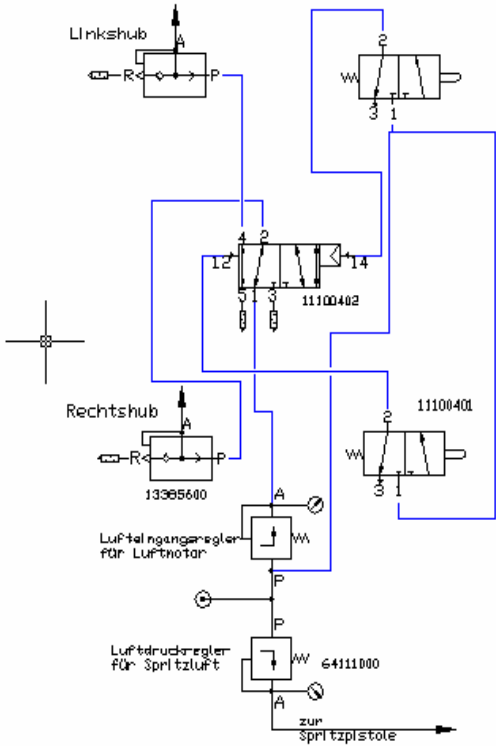 Linkshub
A
R
P
2
3
1
4
2
12
14
5
1
3
11100402
Rechtshub
A
R
P
13385600
11100401
2
3
1
A
Lufteingangsregler
für Luftmotor
P
P
Luftdruckregler
für Spritzluft
64111000
A
zur
Spritzpistole